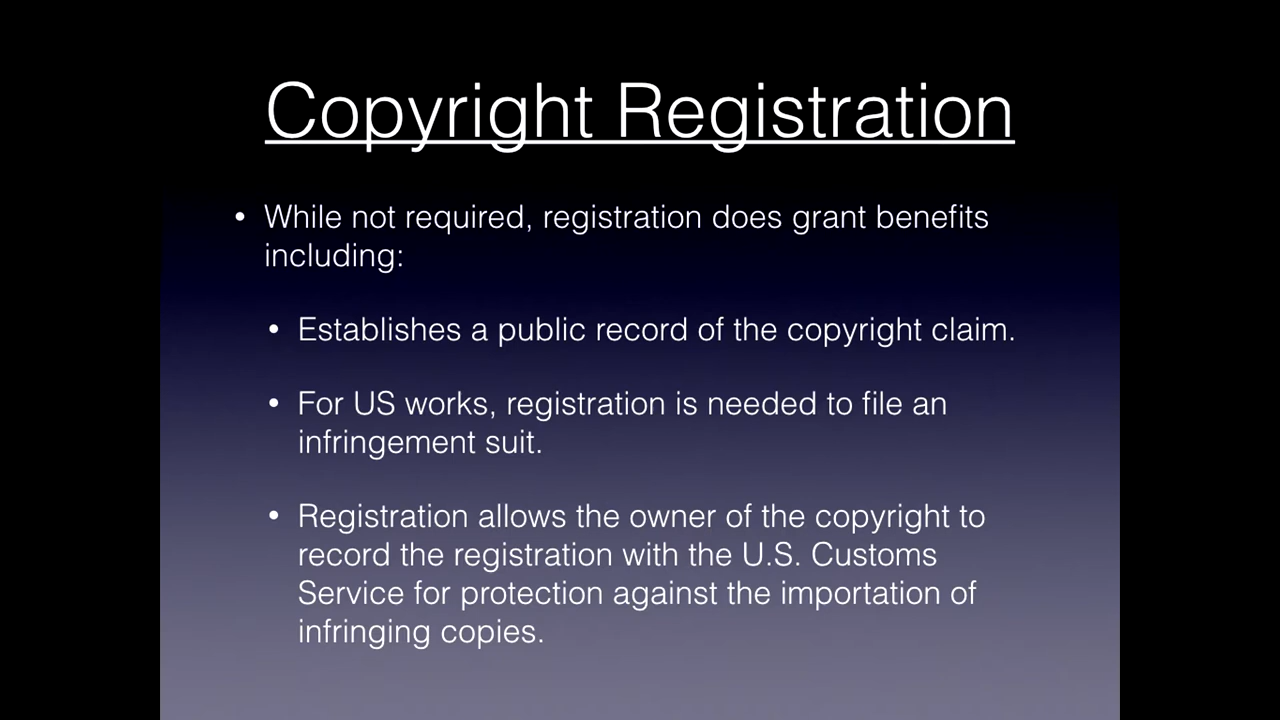 Copyright Registration
• While not required, registration does grant benefits
including:
• Establishes a public record of the copyright claim.
• For US works, registration is needed to file an
infringement suit.
• Registration allows the owner of the copyright to
record the registration with the U.S. Customs
Service for protection against the importation of
infringing copies.